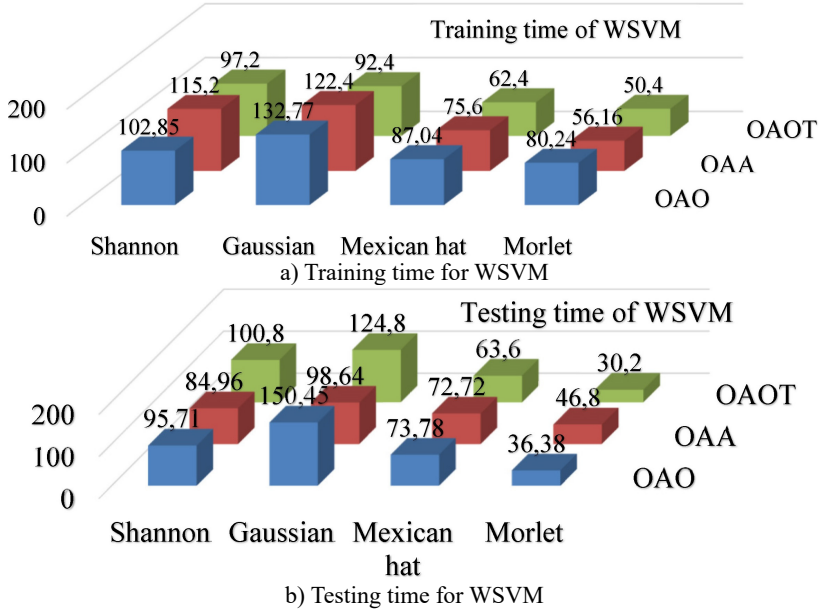 Training time of WSVM
97,2
92,4
62,4
50,4
115,2
122,4
75,6
56,16
102,85
132,77
87,04
80,24
200
100
0
OAOT
OAA
OAO
Shannon Gaussian Mexican hat Morlet
a) Training time for WSVM
Testing time of WSVM
100,8
124,8
63,6
30,2
84,96
98,64
72,72
46,8
95,71
150,45
73,78
36,38
200
100
0
OAOT
OAA
OAO
Shannon Gaussian Mexican Morlet
hat
b) Testing time for WSVM